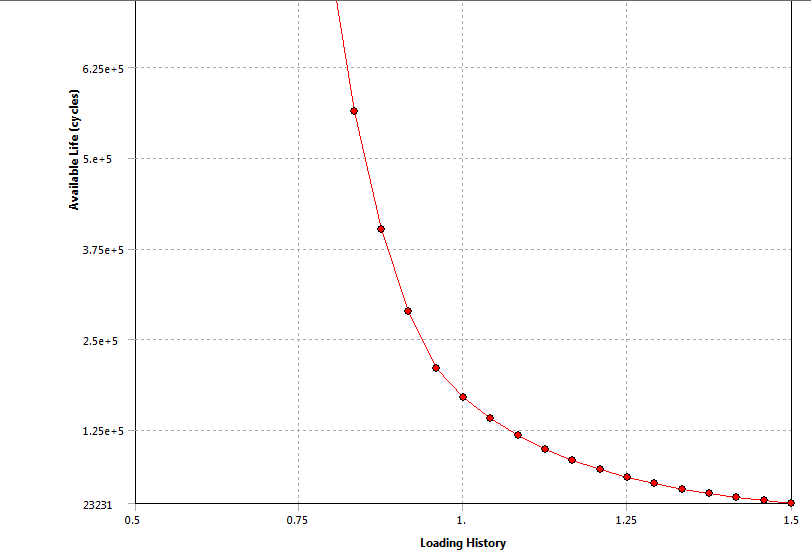 6.25e+5
5.e+5
3.75e+5
2.5e+5
1.25e+5
23231
Available Life (cycles)
0.5 0.75 1. 1.25 1.5
Loading History